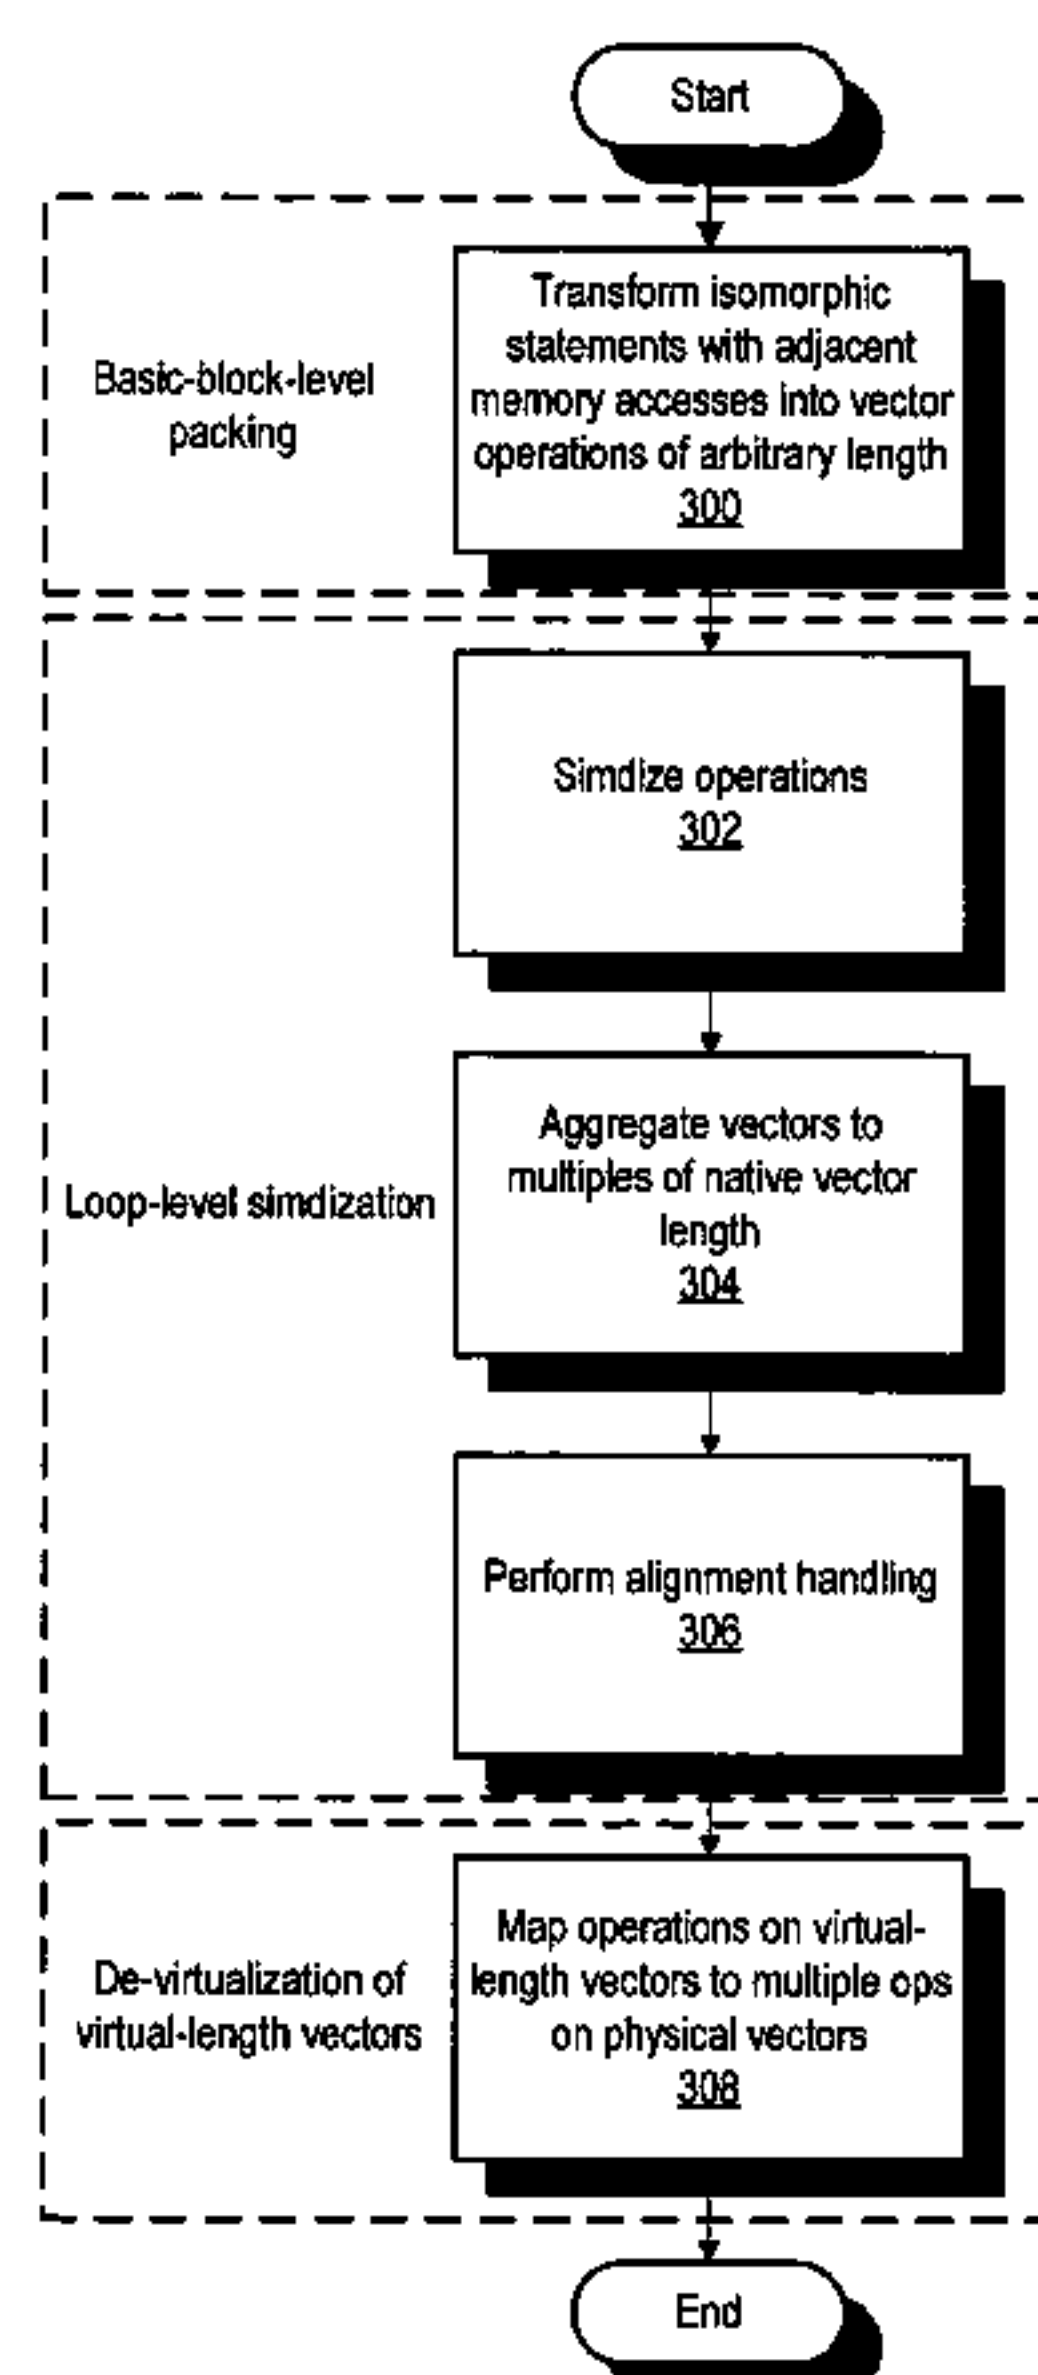 Start
Basic-block-level
packing
Transform isomorphic
statements with adjacent
memory accesses into vector
operations of arbitrary length
300
Simdize operations
302
Loop-level simdization
Aggregate vectors to
multiples of native vector
length
304
Perform alignment handling
306
De-virtualization of
virtual-length vectors
Map operations on virtual-
length vectors to multiple ops
on physical vectors
308
End